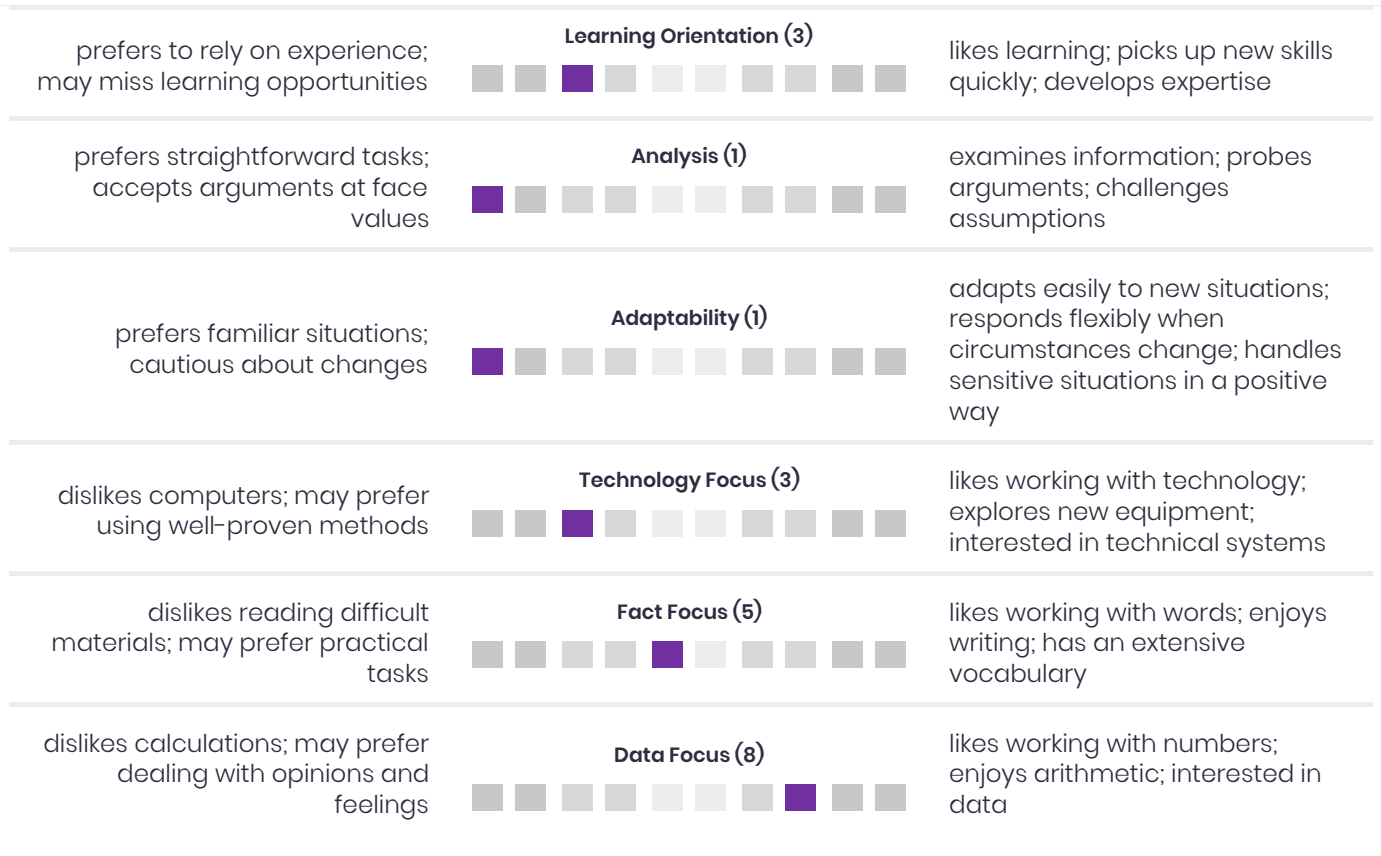 Learning Orientation (3)
prefers to rely on experience;
may miss learning opportunities
likes learning; picks up new skills
quickly; develops expertise
Analysis (1)
prefers straightforward tasks;
accepts arguments at face
values
examines information; probes
arguments; challenges
assumptions
Adaptability (1)
prefers familiar situations;
cautious about changes
adapts easily to new situations;
responds flexibly when
circumstances change; handles
sensitive situations in a positive
way
Technology Focus (3)
dislikes computers; may prefer
using well-proven methods
likes working with technology;
explores new equipment;
interested in technical systems
Fact Focus (5)
dislikes reading difficult
materials; may prefer practical
tasks
likes working with words; enjoys
writing; has an extensive
vocabulary
Data Focus (8)
dislikes calculations; may prefer
dealing with opinions and
feelings
likes working with numbers;
enjoys arithmetic; interested in
data